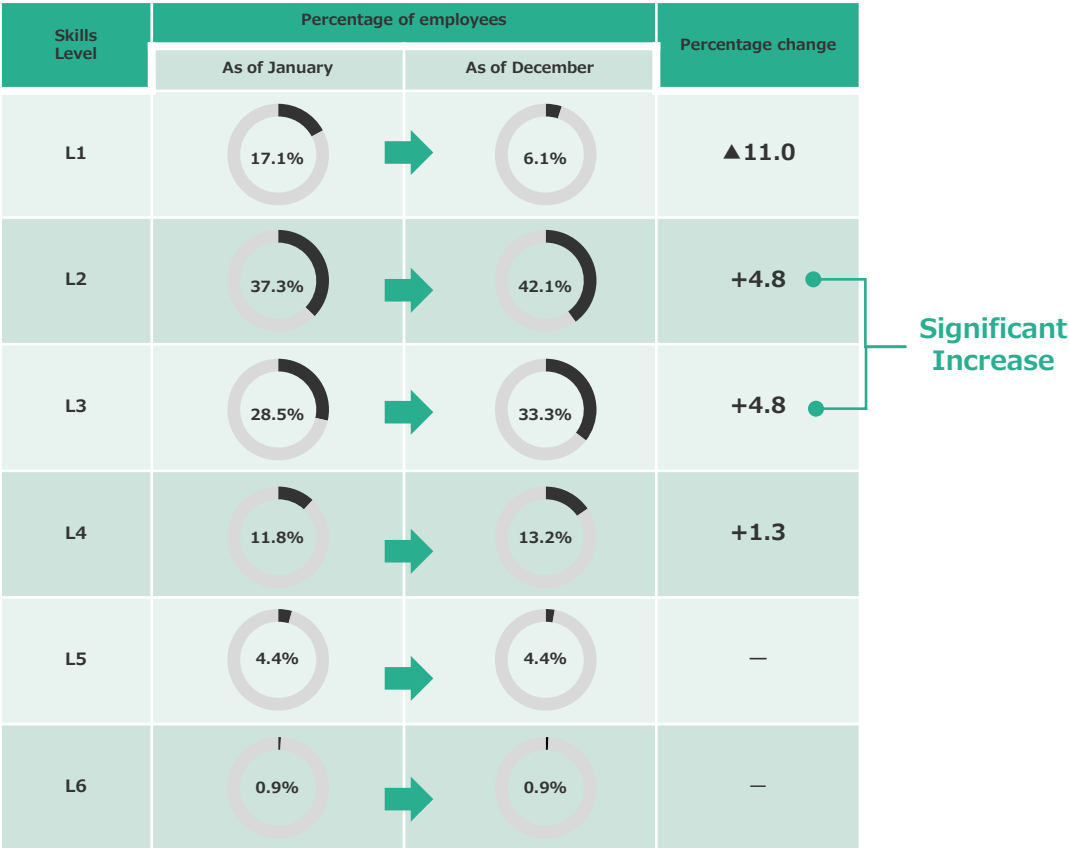 Skills
Level
Percentage of employees
Percentage change
As of January
As of December
L1
17.1%
6.1%
▲11.0
L2
37.3%
42.1%
+4.8
L3
28.5%
33.3%
+4.8
Significant
Increase
L4
11.8%
13.2%
+1.3
L5
4.4%
4.4%
—
L6
0.9%
0.9%
—